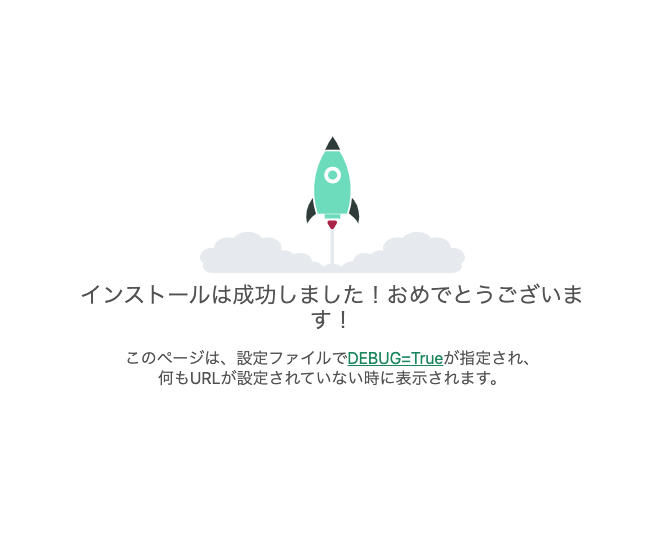 インストールは成功しました！おめでとうございま
す！
このページは、設定ファイルでDEBUG=Trueが指定され、
何もURLが設定されていない時に表示されます。